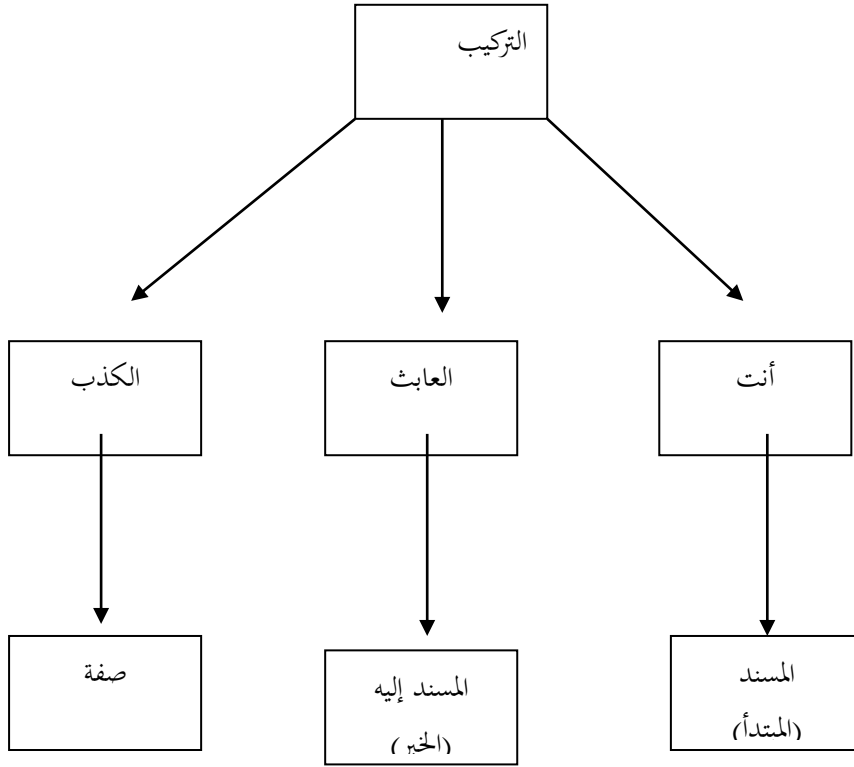 التركيب
أنت
العابث
الكذب
المسند
(المبتدأ)
المسند إليه
(الخبر)
صفة